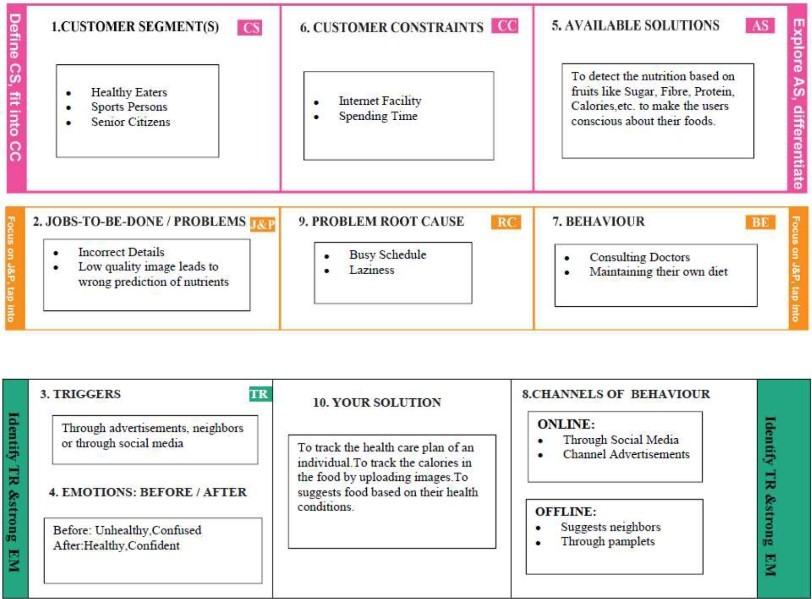 Define CS, fit into CC
1.CUSTOMER SEGMENT(S)
CS
Healthy Eaters
Sports Persons
Senior Citizens
6. CUSTOMER CONSTRAINTS
CC
Internet Facility
Spending Time
5. AVAILABLE SOLUTIONS
AS
To detect the nutrition based on
fruits like Sugar, Fibre, Protein,
Calories,etc. to make the users
conscious about their foods.
Explore AS, differentiate
Focus on J&P, tap into
2. JOBS-TO-BE-DONE / PROBLEMS
J&P
Incorrect Details
Low quality image leads to
wrong prediction of nutrients
9. PROBLEM ROOT CAUSE
RC
Busy Schedule
Laziness
7. BEHAVIOUR
BE
Consulting Doctors
Maintaining their own diet
Focus on J&P, tap into
Identify TR &strong EM
3. TRIGGERS
TR
Through advertisements, neighbors
or through social media
4. EMOTIONS: BEFORE / AFTER
Before: Unhealthy,Confused
After:Healthy,Confident
10. YOUR SOLUTION
To track the health care plan of an
individual.To track the calories in
the food by uploading images.To
suggests food based on their health
conditions.
8.CHANNELS OF BEHAVIOUR
ONLINE:
Through Social Media
Channel Advertisements
OFFLINE:
Suggests neighbors
Through pamplets
Identify TR &strong EM